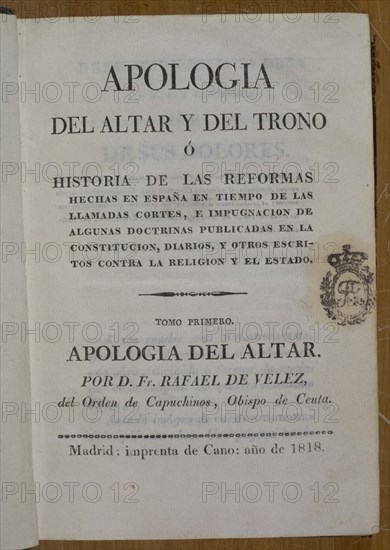 APOLOGIA
DEL ALTAR Y DEL TRONO
Ó
HISTORIA DE LAS REFORMAS
HECHAS EN ESPAÑA EN TIEMPO DE LAS
LLAMADAS CORTES, E IMPUGNACION DE
ALGUNAS DOCTRINAS PUBLICADAS EN LA
CONSTITUCION, DIARIOS, Y OTROS ESCRI-
TOS CONTRA LA RELIGION Y EL ESTADO.
TOMO PRIMERO.
APOLOGIA DEL ALTAR.
POR D. Fr. RAFAEL DE VELEZ,
del Orden de Capuchinos, Obispo de Ceuta.
Madrid: imprenta de Cano: año de 1818.
PHOTO 12